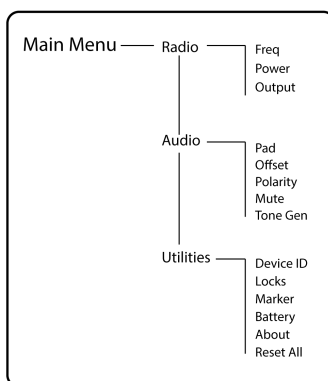 Main Menu
Radio
Freq
Power
Output
Audio
Pad
Offset
Polarity
Mute
Tone Gen
Utilities
Device ID
Locks
Marker
Battery
About
Reset All